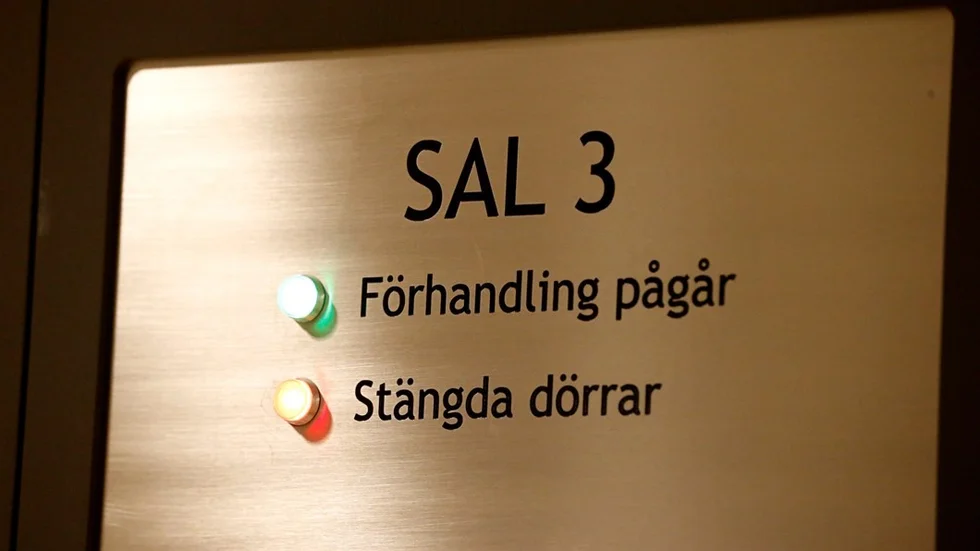 SAL 3
Förhandling pågår
Stängda dörrar